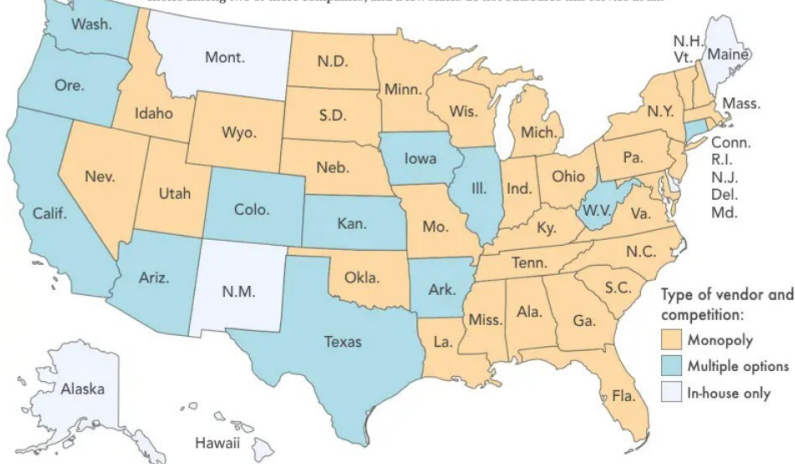 Wash.
Mont.
N.D.
Minn.
N.H.
Vt.
Maine
Ore.
Idaho
S.D.
Wis.
Mich.
N.Y.
Mass.
Wyo.
Conn.
R.I.
N.J.
Del.
Md.
Nev.
Utah
Neb.
Iowa
Ill.
Ind.
Ohio
Pa.
Calif.
Colo.
Kan.
Mo.
Ky.
W.V.
Va.
Ariz.
N.M.
Okla.
Ark.
Tenn.
N.C.
S.C.
Texas
La.
Miss.
Ala.
Ga.
Fla.
Alaska
Hawaii
Type of vendor and
competition:
Monopoly
Multiple options
In-house only